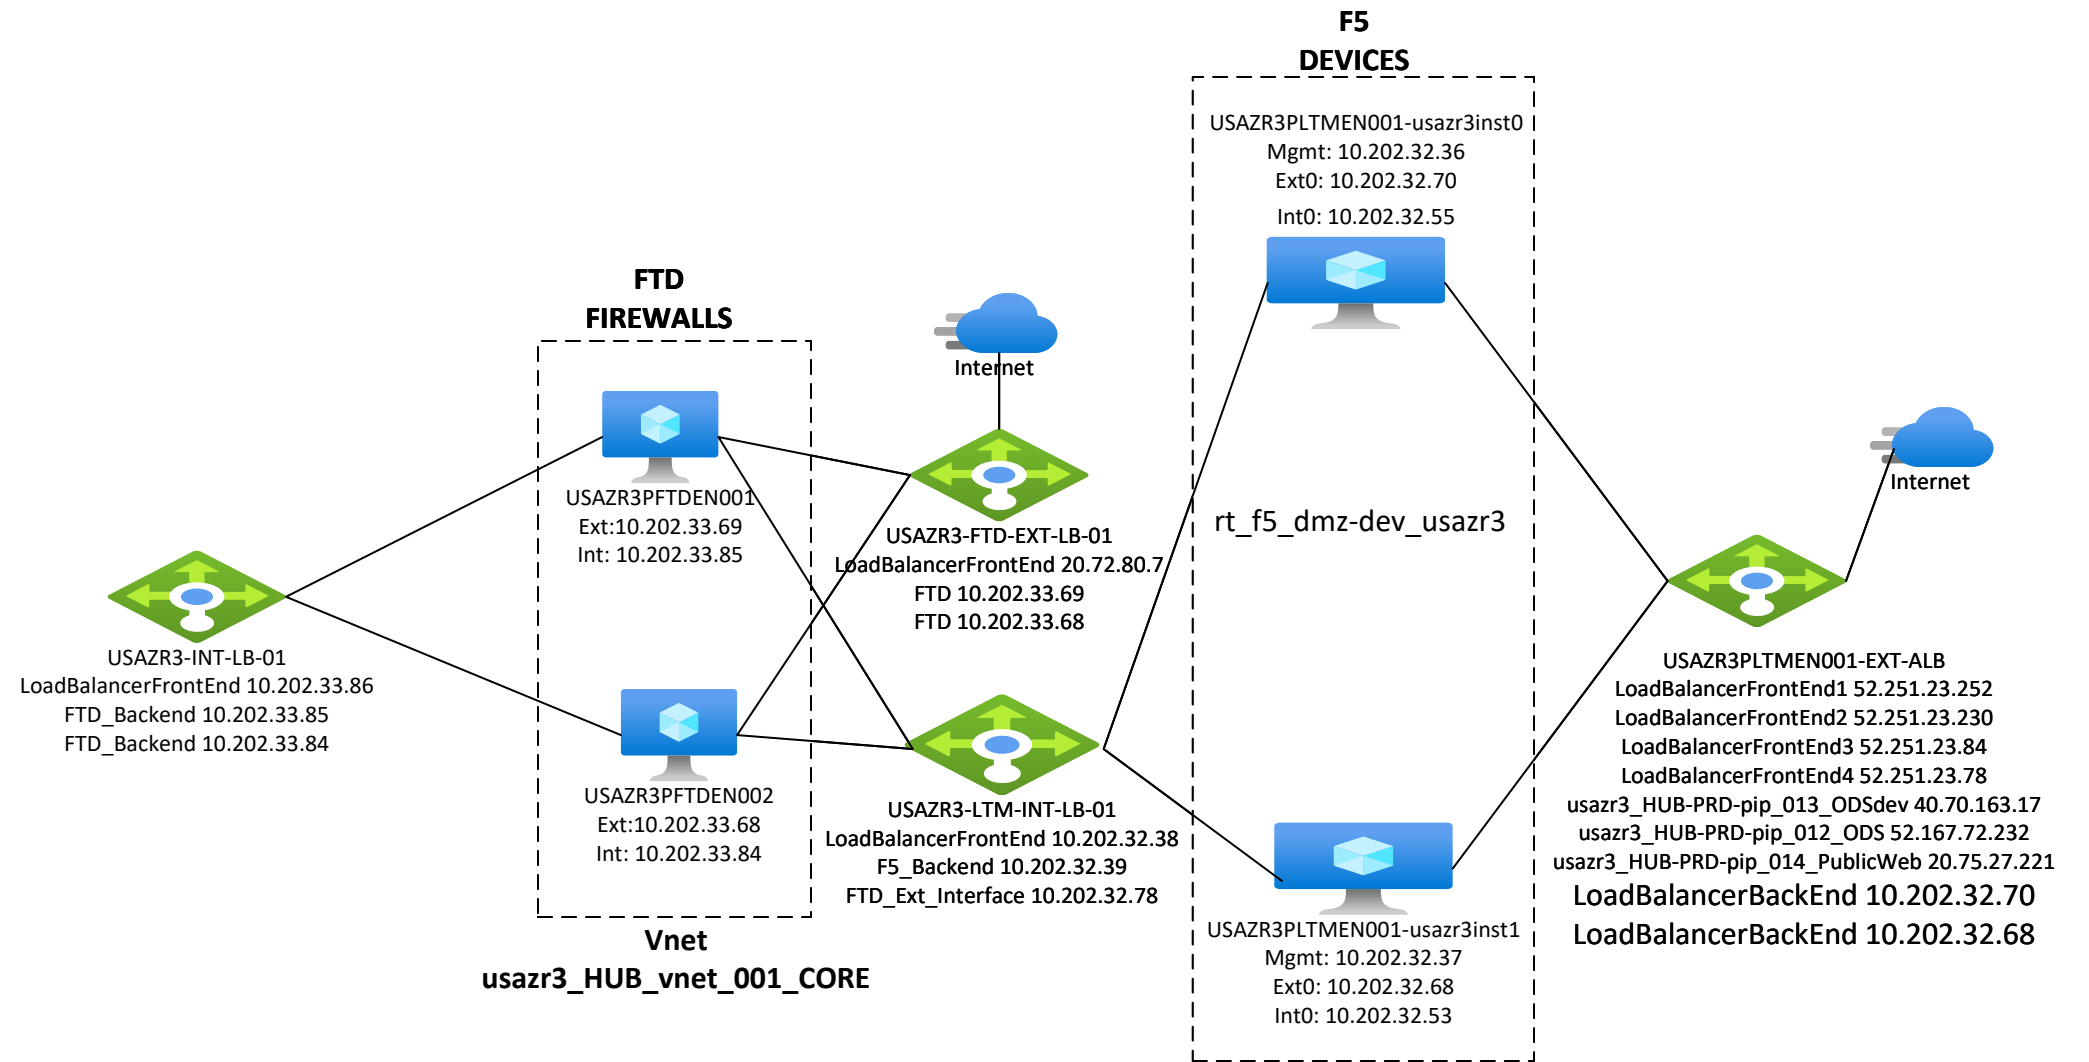 F5
DEVICES
USAZR3PLTMEN001-usazr3inst0
Mgmt: 10.202.32.36
Ext0: 10.202.32.70
Int0: 10.202.32.55
FTD
FIREWALLS
Internet
USAZR3PFTDEN001
Ext:10.202.33.69
Int: 10.202.33.85
USAZR3-FTD-EXT-LB-01
LoadBalancerFrontEnd 20.72.80.7
FTD 10.202.33.69
FTD 10.202.33.68
rt_f5_dmz-dev_usazr3
Internet
USAZR3-INT-LB-01
LoadBalancerFrontEnd 10.202.33.86
FTD_Backend 10.202.33.85
FTD_Backend 10.202.33.84
USAZR3PFTDEN002
Ext:10.202.33.68
Int: 10.202.33.84
USAZR3-LTM-INT-LB-01
LoadBalancerFrontEnd 10.202.32.38
F5_Backend 10.202.32.39
FTD_Ext_Interface 10.202.32.78
USAZR3PLTMEN001-EXT-ALB
LoadBalancerFrontEnd1 52.251.23.252
LoadBalancerFrontEnd2 52.251.23.230
LoadBalancerFrontEnd3 52.251.23.84
LoadBalancerFrontEnd4 52.251.23.78
usazr3_HUB-PRD-pip_013_ODSdev 40.70.163.17
usazr3_HUB-PRD-pip_012_ODS 52.167.72.232
usazr3_HUB-PRD-pip_014_PublicWeb 20.75.27.221
LoadBalancerBackEnd 10.202.32.70
LoadBalancerBackEnd 10.202.32.68
Vnet
usazr3_HUB_vnet_001_CORE
USAZR3PLTMEN001-usazr3inst1
Mgmt: 10.202.32.37
Ext0: 10.202.32.68
Int0: 10.202.32.53